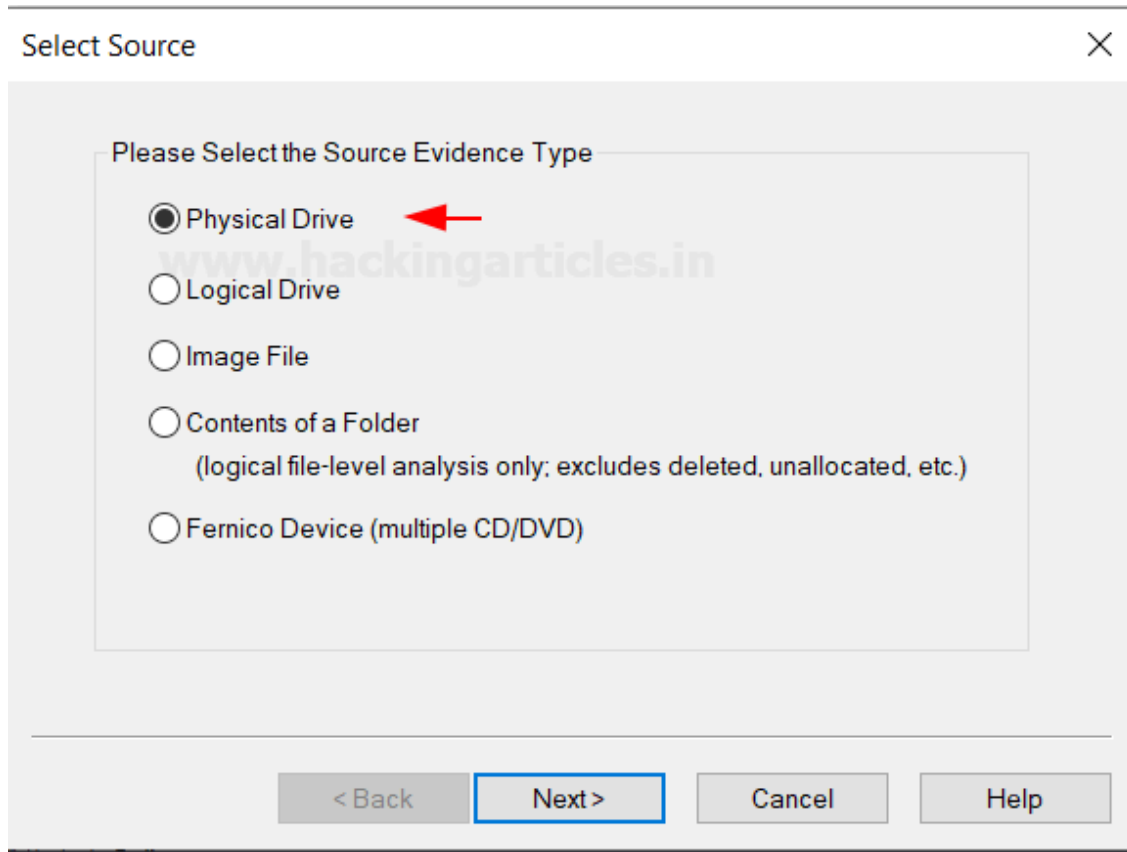 Select Source
Please Select the Source Evidence Type
Physical Drive
www.hackingarticles.in
Logical Drive
Image File
Contents of a Folder
(logical file-level analysis only; excludes deleted, unallocated, etc.)
Fernico Device (multiple CD/DVD)
< Back Next > Cancel Help